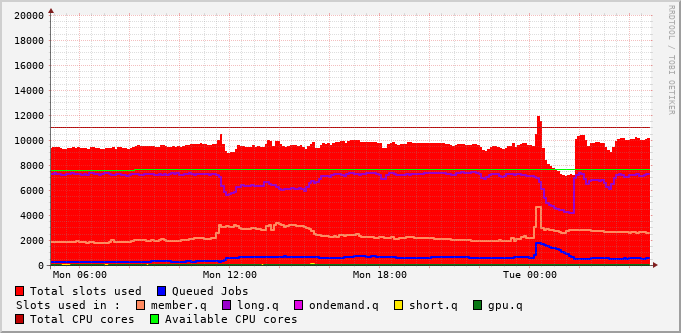 20000
18000
16000
14000
12000
10000
8000
6000
4000
2000
0
Mon 06:00 Mon 12:00 Mon 18:00 Tue 00:00
RRDTOOL / TOBI OETIKER
Total slots used Queued Jobs
Slots used in : member.q long.q ondemand.q short.q gpu.q
Total CPU cores Available CPU cores